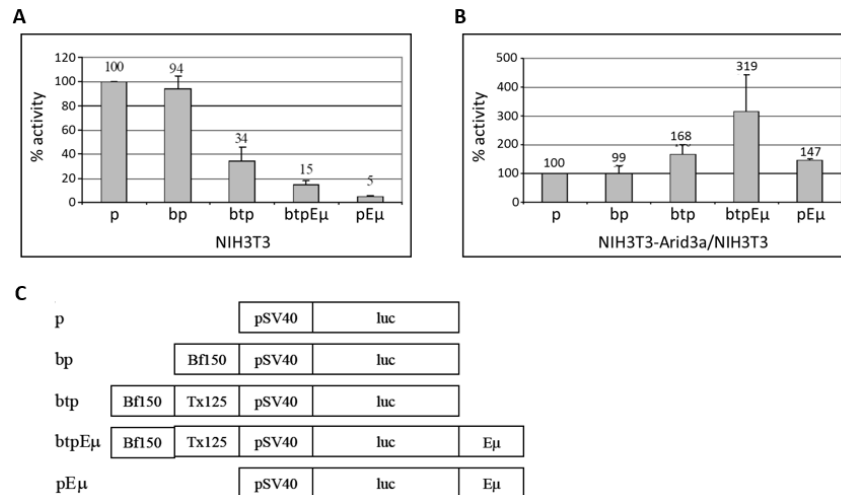 A
120
100
80
60
40
20
0
% activity
100
94
34
15
5
p bp btp btpEµ pEµ
NIH3T3
B
500
400
300
200
100
0
% activity
100
99
168
319
147
p bp btp btpEµ pEµ
NIH3T3-Arid3a/NIH3T3
C
p pSV40 luc
bp Bf150 pSV40 luc
btp Bf150 Tx125 pSV40 luc
btpEµ Bf150 Tx125 pSV40 luc Eµ
pEµ pSV40 luc Eµ